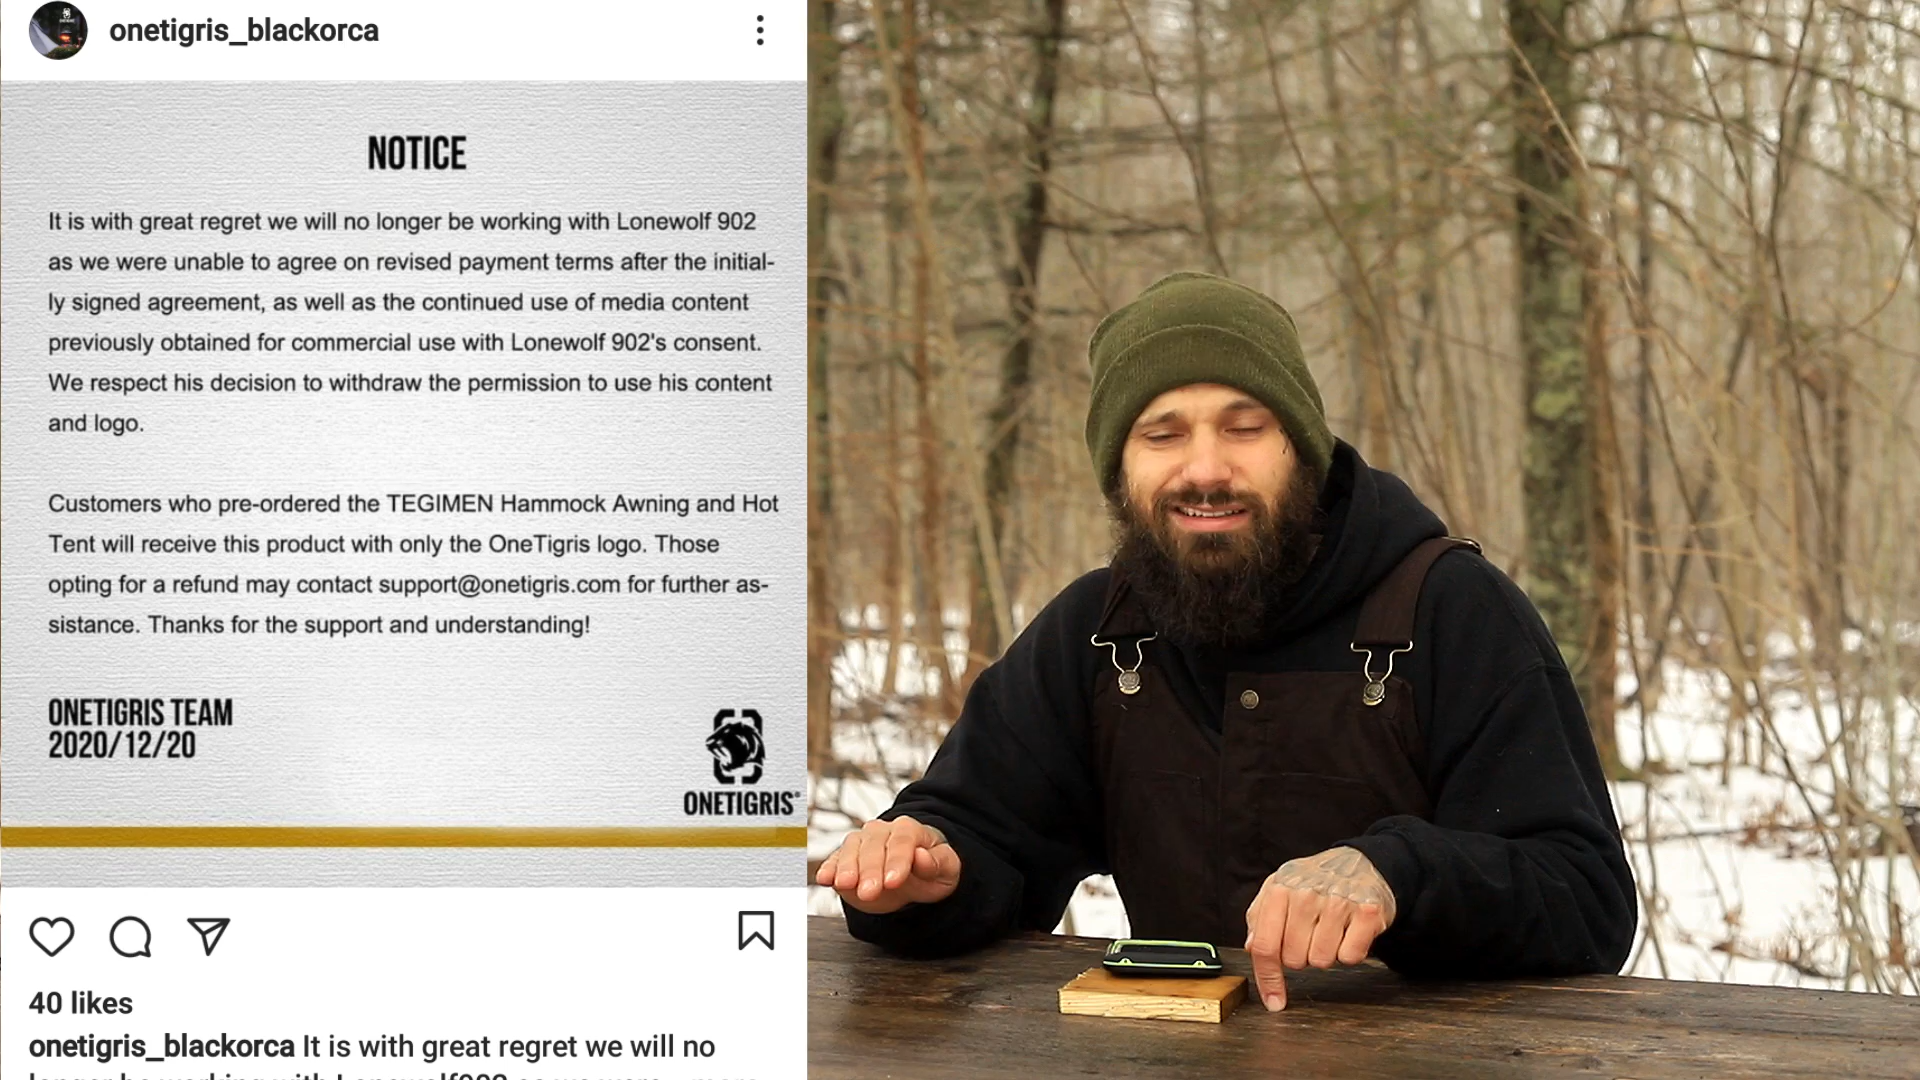 onetigris_blackorca
NOTICE
It is with great regret we will no longer be working with Lonewolf 902
as we were unable to agree on revised payment terms after the initial-
ly signed agreement, as well as the continued use of media content
previously obtained for commercial use with Lonewolf 902's consent.
We respect his decision to withdraw the permission to use his content
and logo.
Customers who pre-ordered the TEGIMEN Hammock Awning and Hot
Tent will receive this product with only the OneTigris logo. Those
opting for a refund may contact support@onetigris.com for further as-
sistance. Thanks for the support and understanding!
ONETIGRIS TEAM
2020/12/20
ONETIGRIS®
40 likes
onetigris_blackorca It is with great regret we will no